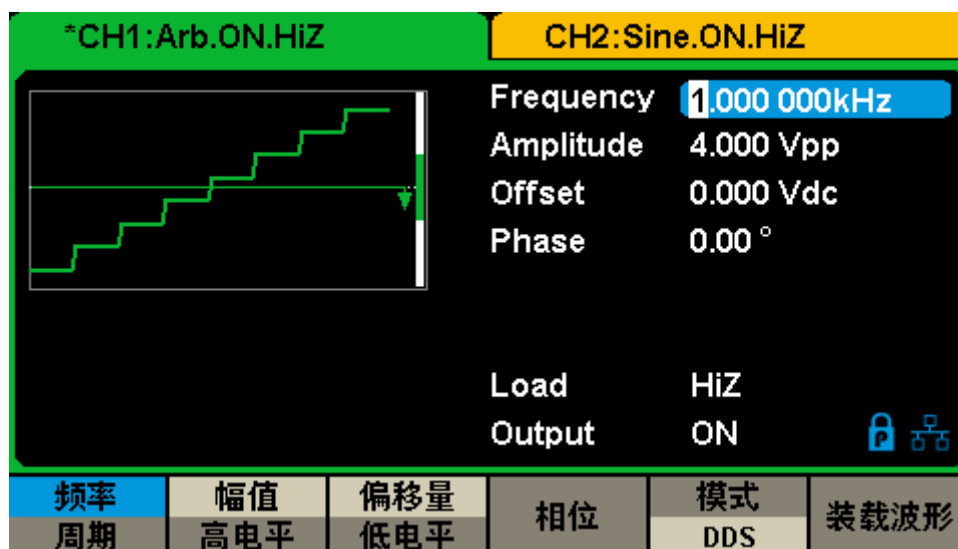 *CH1:Arb.ON.HiZ
CH2:Sine.ON.HiZ
Frequency 1.000 000kHz
Amplitude 4.000 Vpp
Offset 0.000 Vdc
Phase 0.00 °
Load HiZ
Output ON
P
频率 幅值 偏移量 相位 模式 装载波形
周期 高电平 低电平 DDS